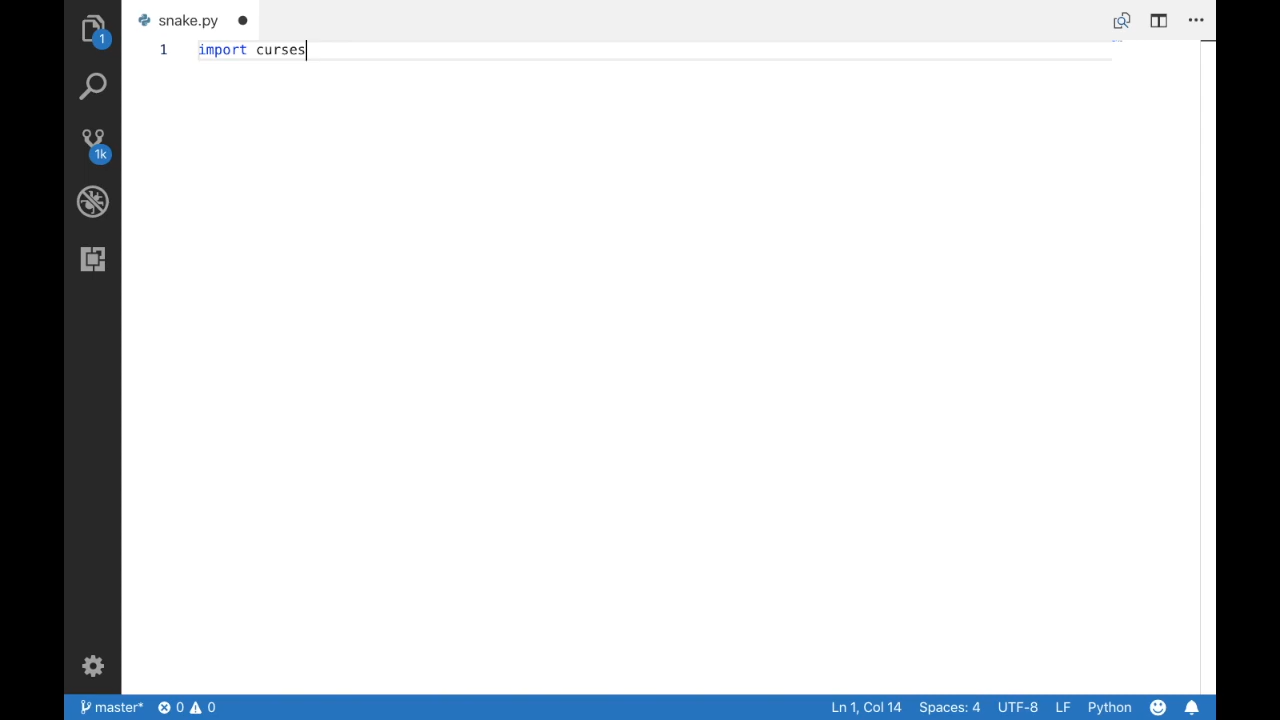 snake.py
1
1 import curses
1k
master* 0 0 Ln 1, Col 14 Spaces: 4 UTF-8 LF Python